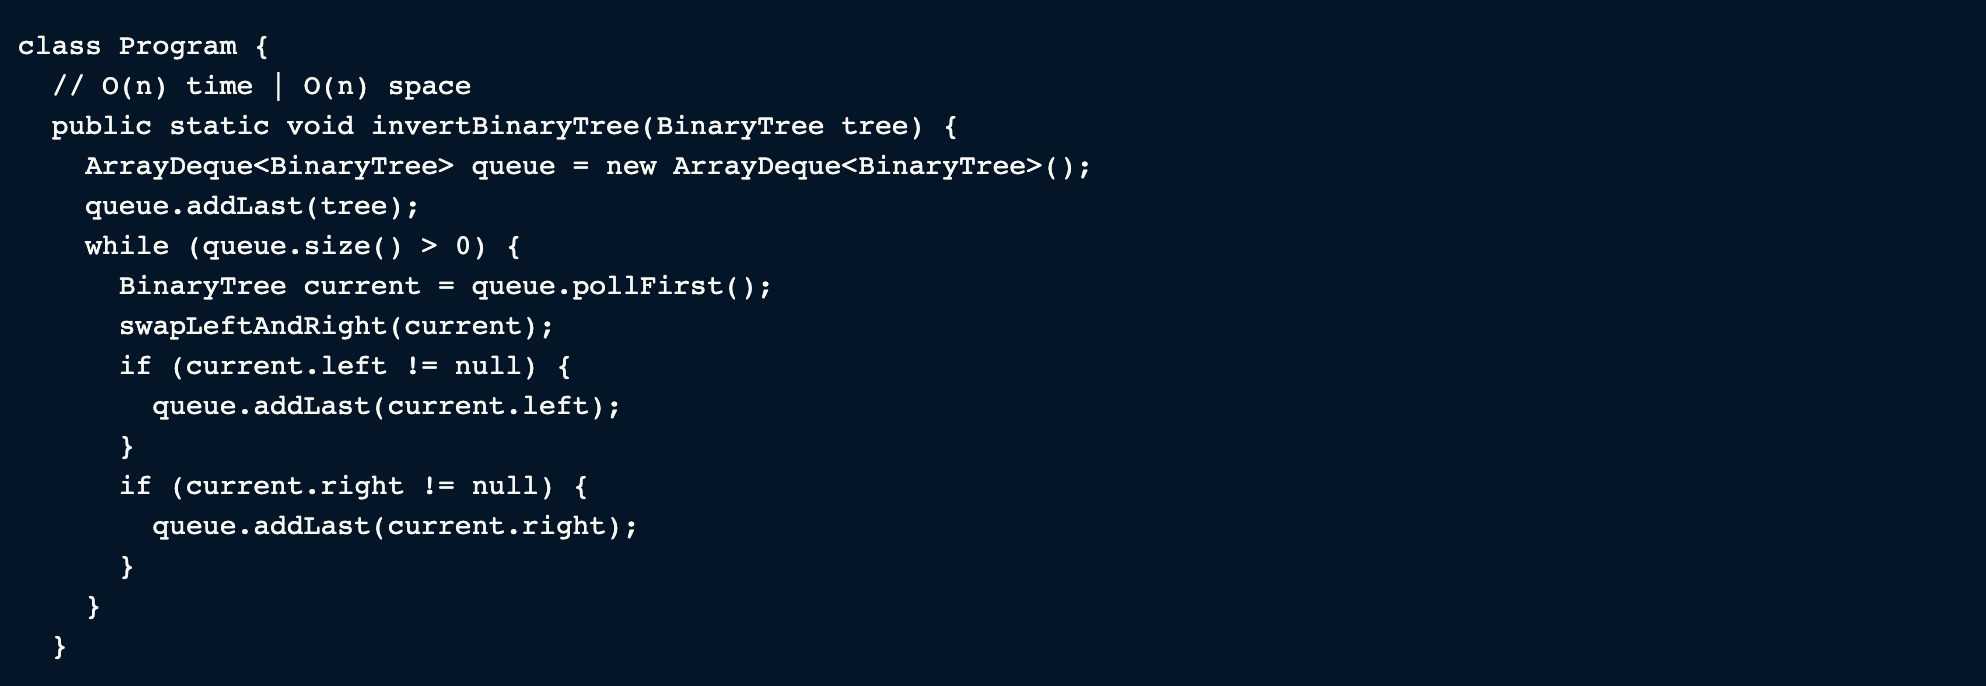 class Program {
  // O(n) time | O(n) space
  public static void invertBinaryTree(BinaryTree tree) {
    ArrayDeque<BinaryTree> queue = new ArrayDeque<BinaryTree>();
    queue.addLast(tree);
    while (queue.size() > 0) {
      BinaryTree current = queue.pollFirst();
      swapLeftAndRight(current);
      if (current.left != null) {
        queue.addLast(current.left);
      }
      if (current.right != null) {
        queue.addLast(current.right);
      }
    }
  }